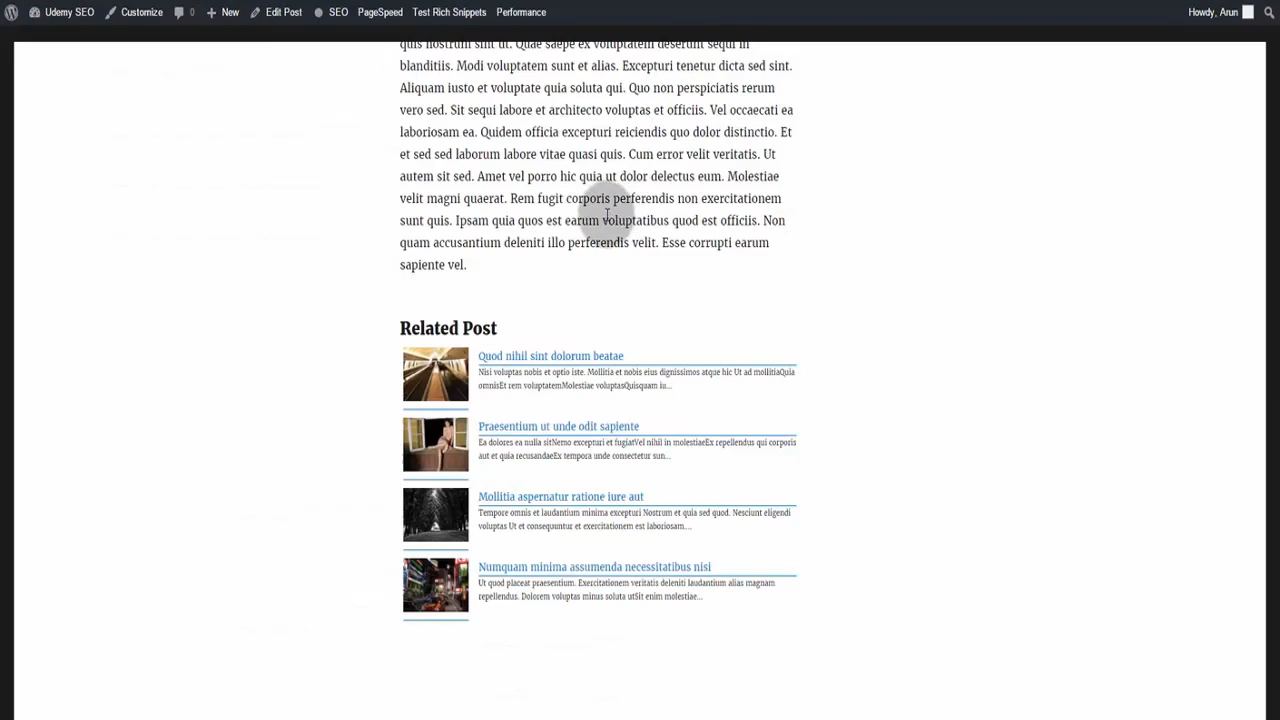 Udemy SEO Customize 0 New Edit Post SEO PageSpeed Test Rich Snippets Performance Howdy, Arun
quis nostrum sint ut. Quae saepe ex voluptatem deserunt sequi in
blanditiis. Modi voluptatem sunt et alias. Excepturi tenetur dicta sed sint.
Aliquam iusto et voluptate quia soluta qui. Quo non perspiciatis rerum
vero sed. Sit sequi labore et architecto voluptas et officiis. Vel occaecati ea
laboriosam ea. Quidem officia excepturi reiciendis quo dolor distinctio. Et
et sed sed laborum labore vitae quasi quis. Cum error velit veritatis. Ut
autem sit sed. Amet vel porro hic quia ut dolor delectus eum. Molestiae
velit magni quaerat. Rem fugit corporis perferendis non exercitationem
sunt quis. Ipsam quia quos est earum voluptatibus quod est officiis. Non
quam accusantium deleniti illo perferendis velit. Esse corrupti earum
sapiente vel.
Related Post
Quod nihil sint dolorum beatae
Nisi voluptas nobis et optio iste. Mollitia et nobis eius dignissimos atque hic Ut ad mollitiaQuia
omnisEt rem voluptatemMolestiae voluptasQuisquam iu...
Praesentium ut unde odit sapiente
Ea dolores ea nulla sitNemo excepturi et fugiatVel nihil in molestiaeEx repellendus qui corporis
aut et quia recusandaeEx tempora unde consectetur sun...
Mollitia aspernatur ratione iure aut
Tempore omnis et laudantium minima excepturi Nostrum et quia sed quod. Nesciunt eligendi
voluptas Ut et consequuntur et exercitationem est laboriosam....
Numquam minima assumenda necessitatibus nisi
Ut quod placeat praesentium. Exercitationem veritatis deleniti laudantium alias magnam
repellendus. Dolorem voluptas minus soluta utSit enim molestiae...